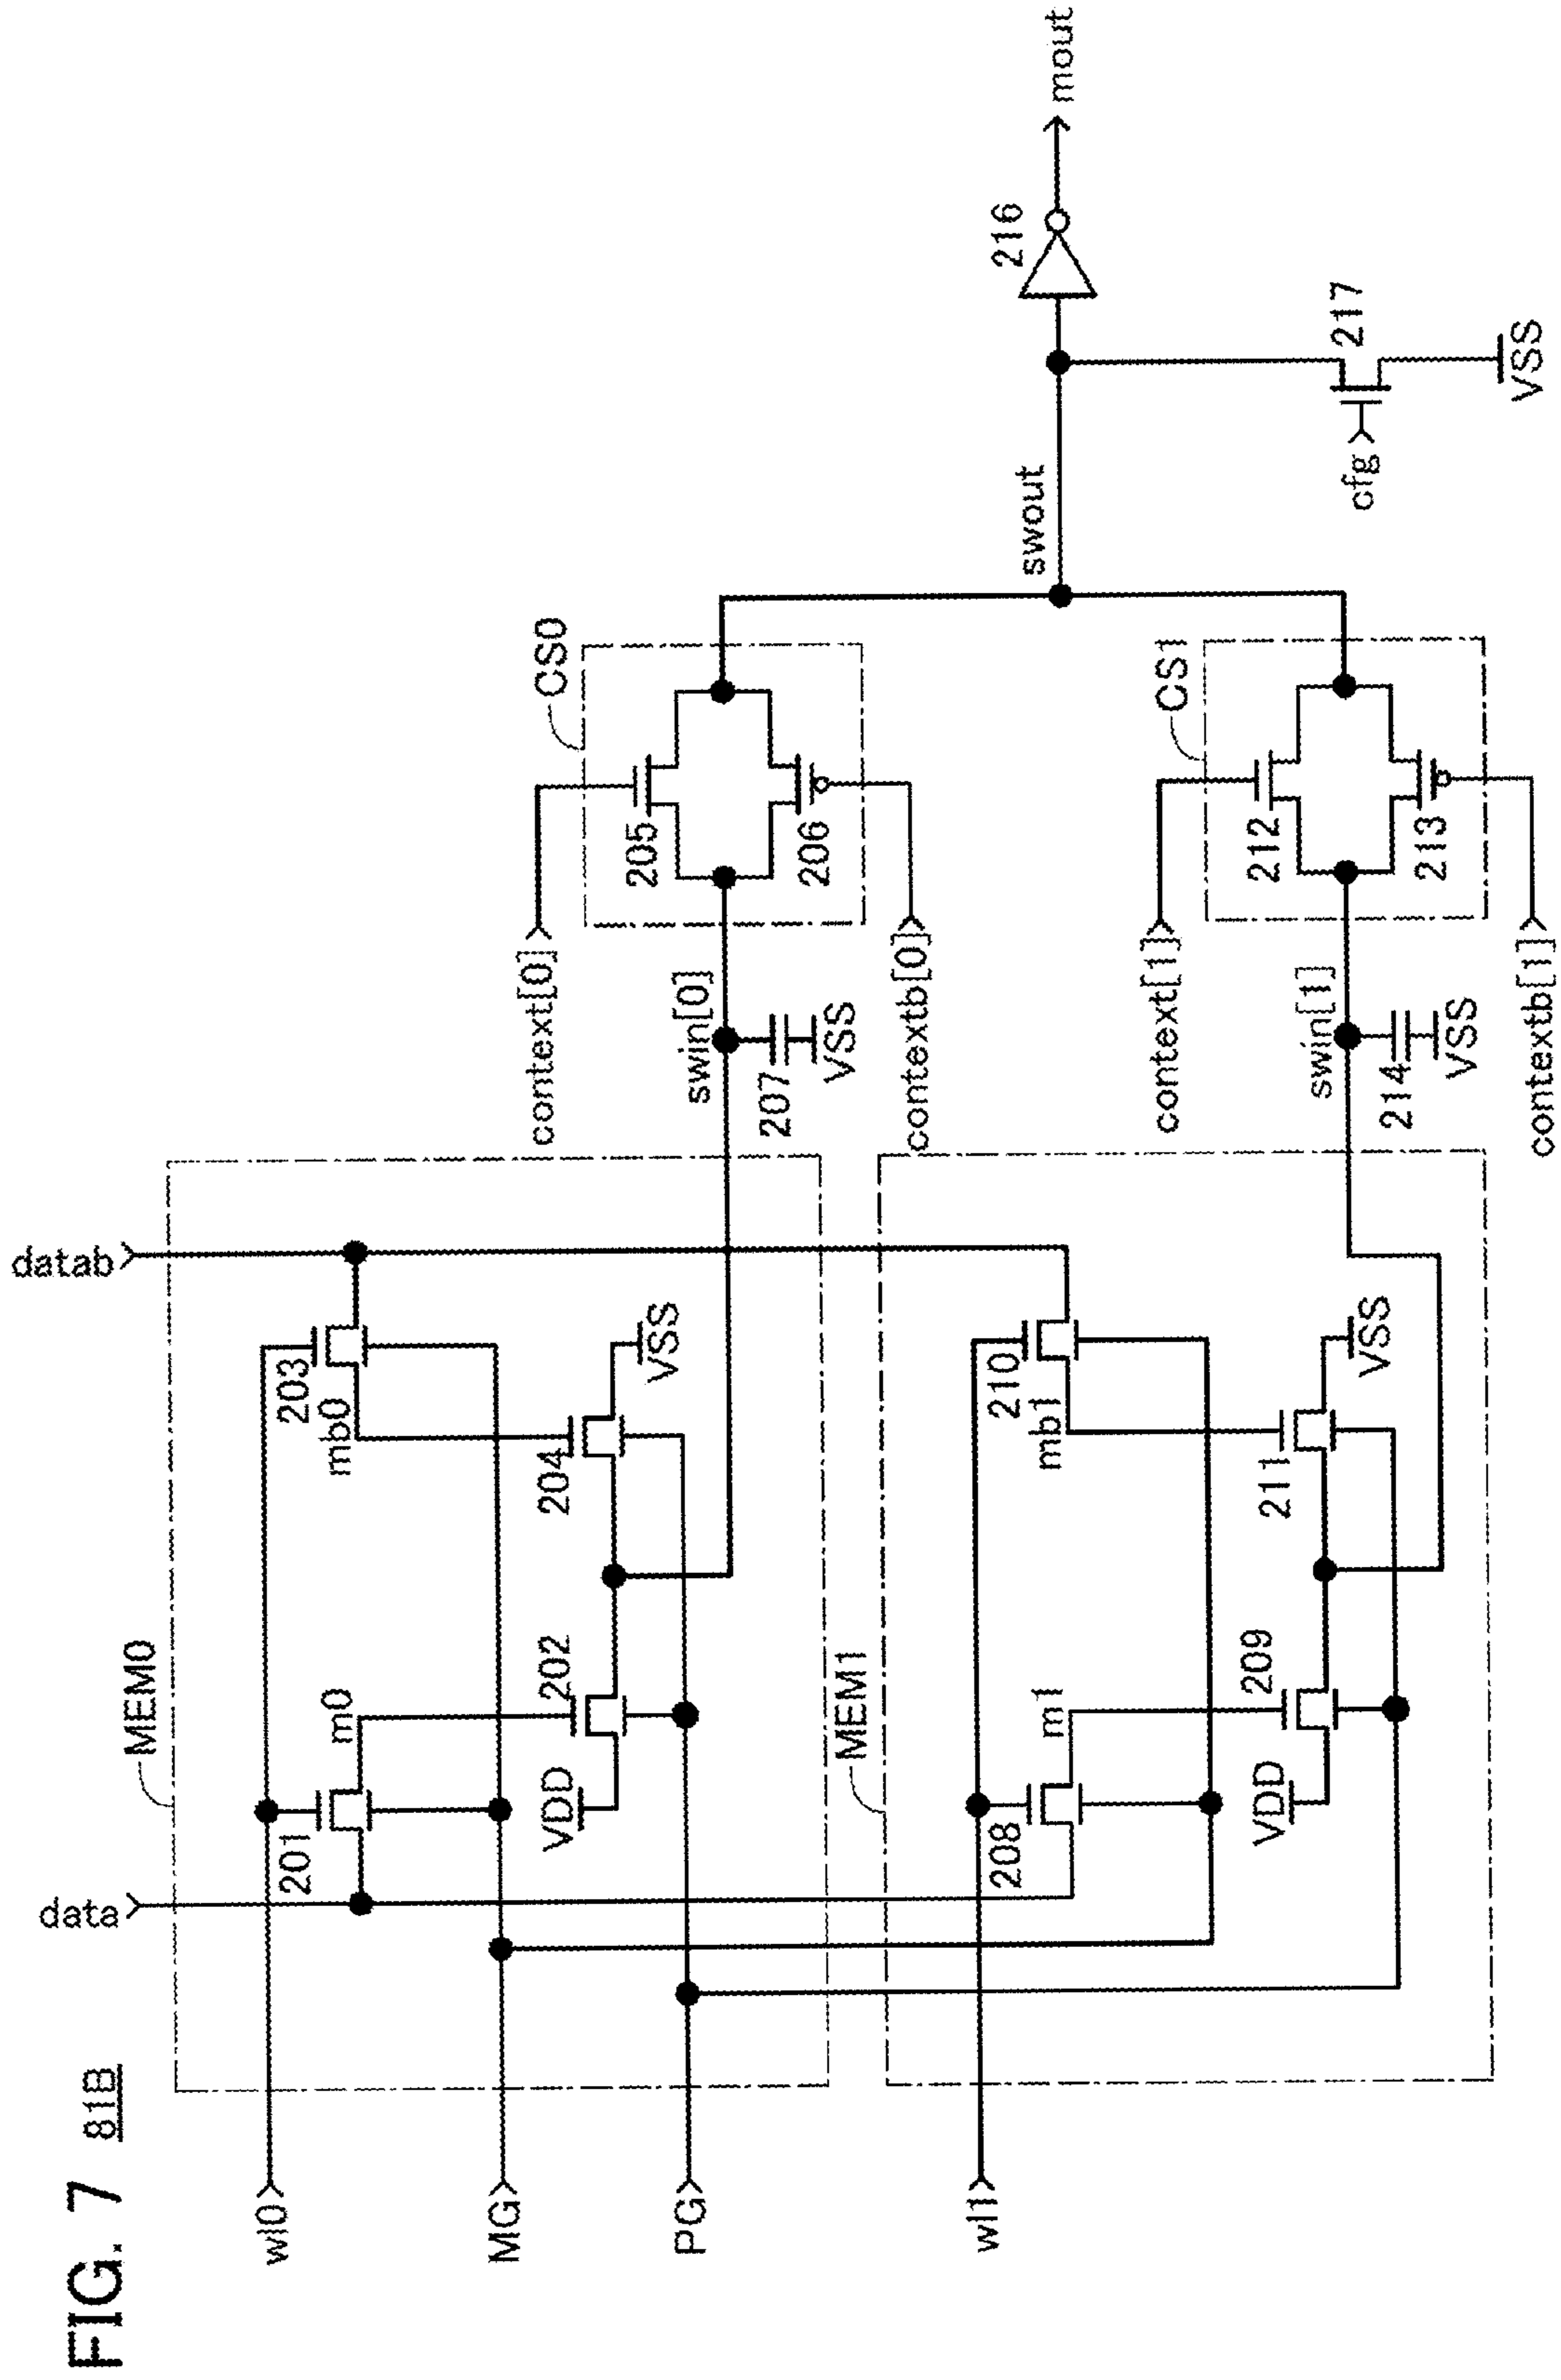 FIG. 7 81B
data
datab
MEM0
wl0
201
203
m0
mb0
MG
202
204
VDD
VSS
PG
context[0]
CS0
205
swin[0]
207
VSS
206
contextb[0]
MEM1
wl1
208
210
m1
mb1
209
211
VDD
VSS
context[1]
CS1
212
swin[1]
214
VSS
213
contextb[1]
swout
216
mout
cfg
217
VSS